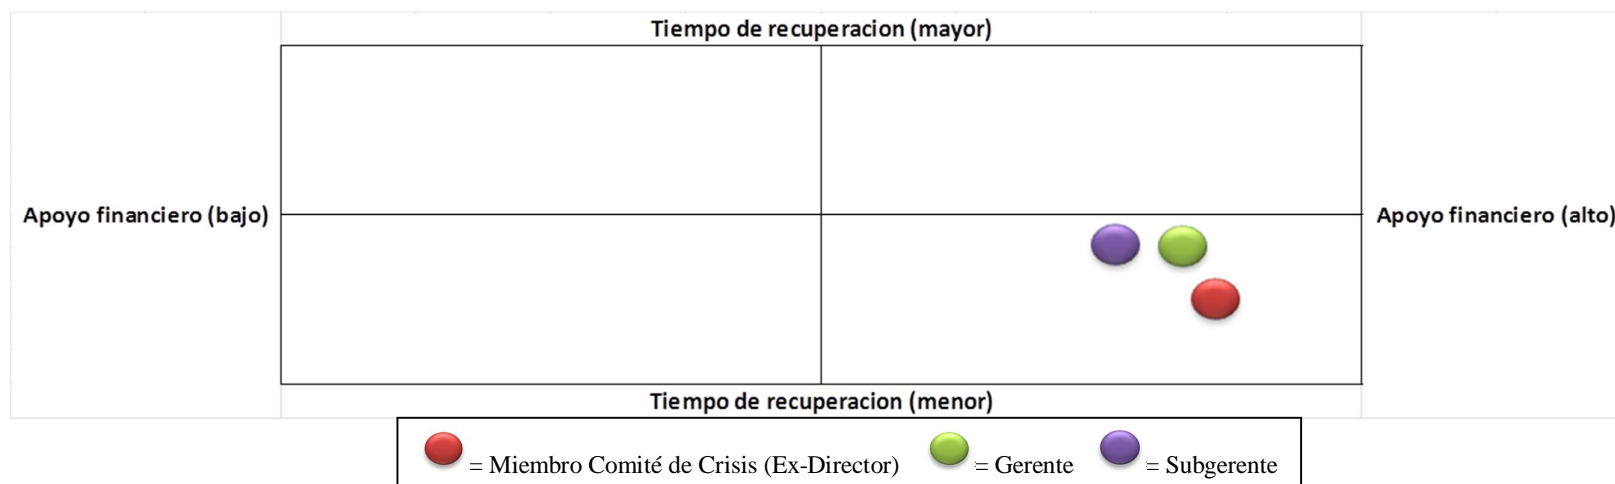 Tiempo de recuperacion (mayor)
Apoyo financiero (bajo)
Apoyo financiero (alto)
Tiempo de recuperacion (menor)
= Miembro Comité de Crisis (Ex-Director) = Gerente = Subgerente